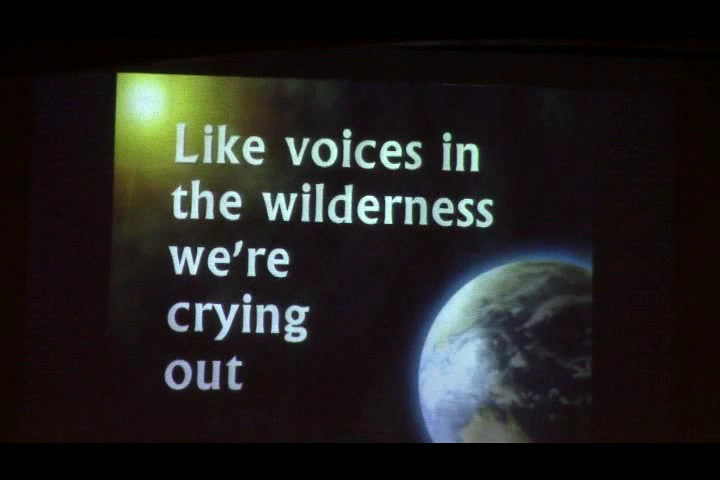 Like voices in
the wilderness
we're
crying
out